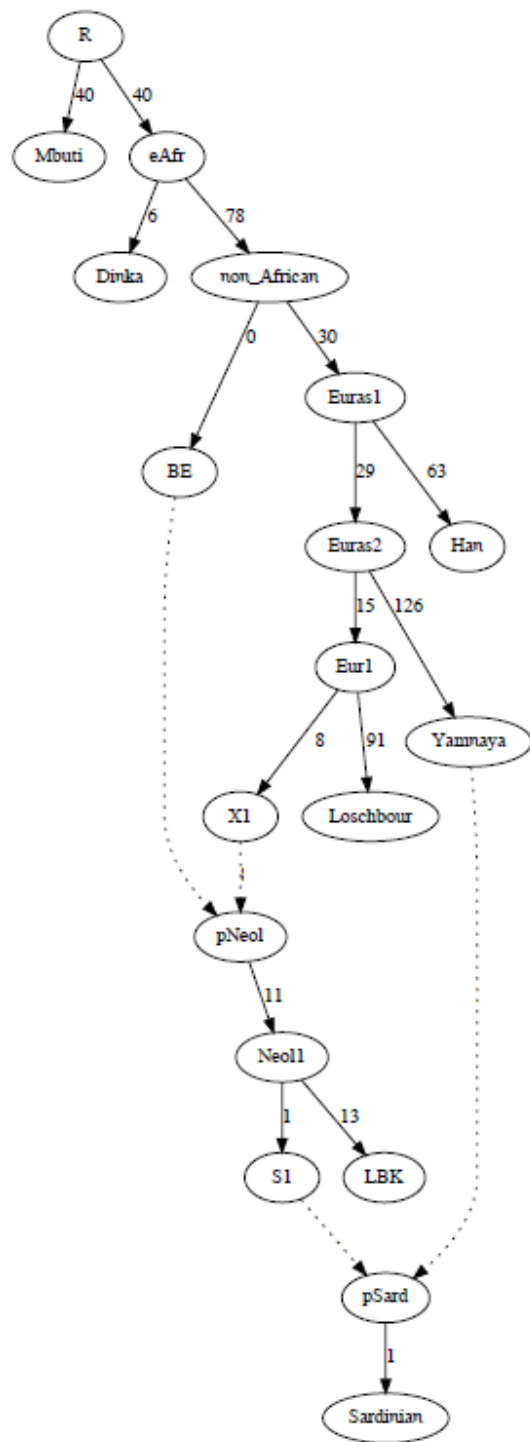 R
40 40
Mbuti eAfr
6 78
Dinka non_African
0 30
Euras1
29 63
BE
Euras2 Han
15 126
Eur1
8 91 Yamnaya
X1 Loschbour
pNeol
11
Neol1
1 13
S1 LBK
pSard
1
Sardinian